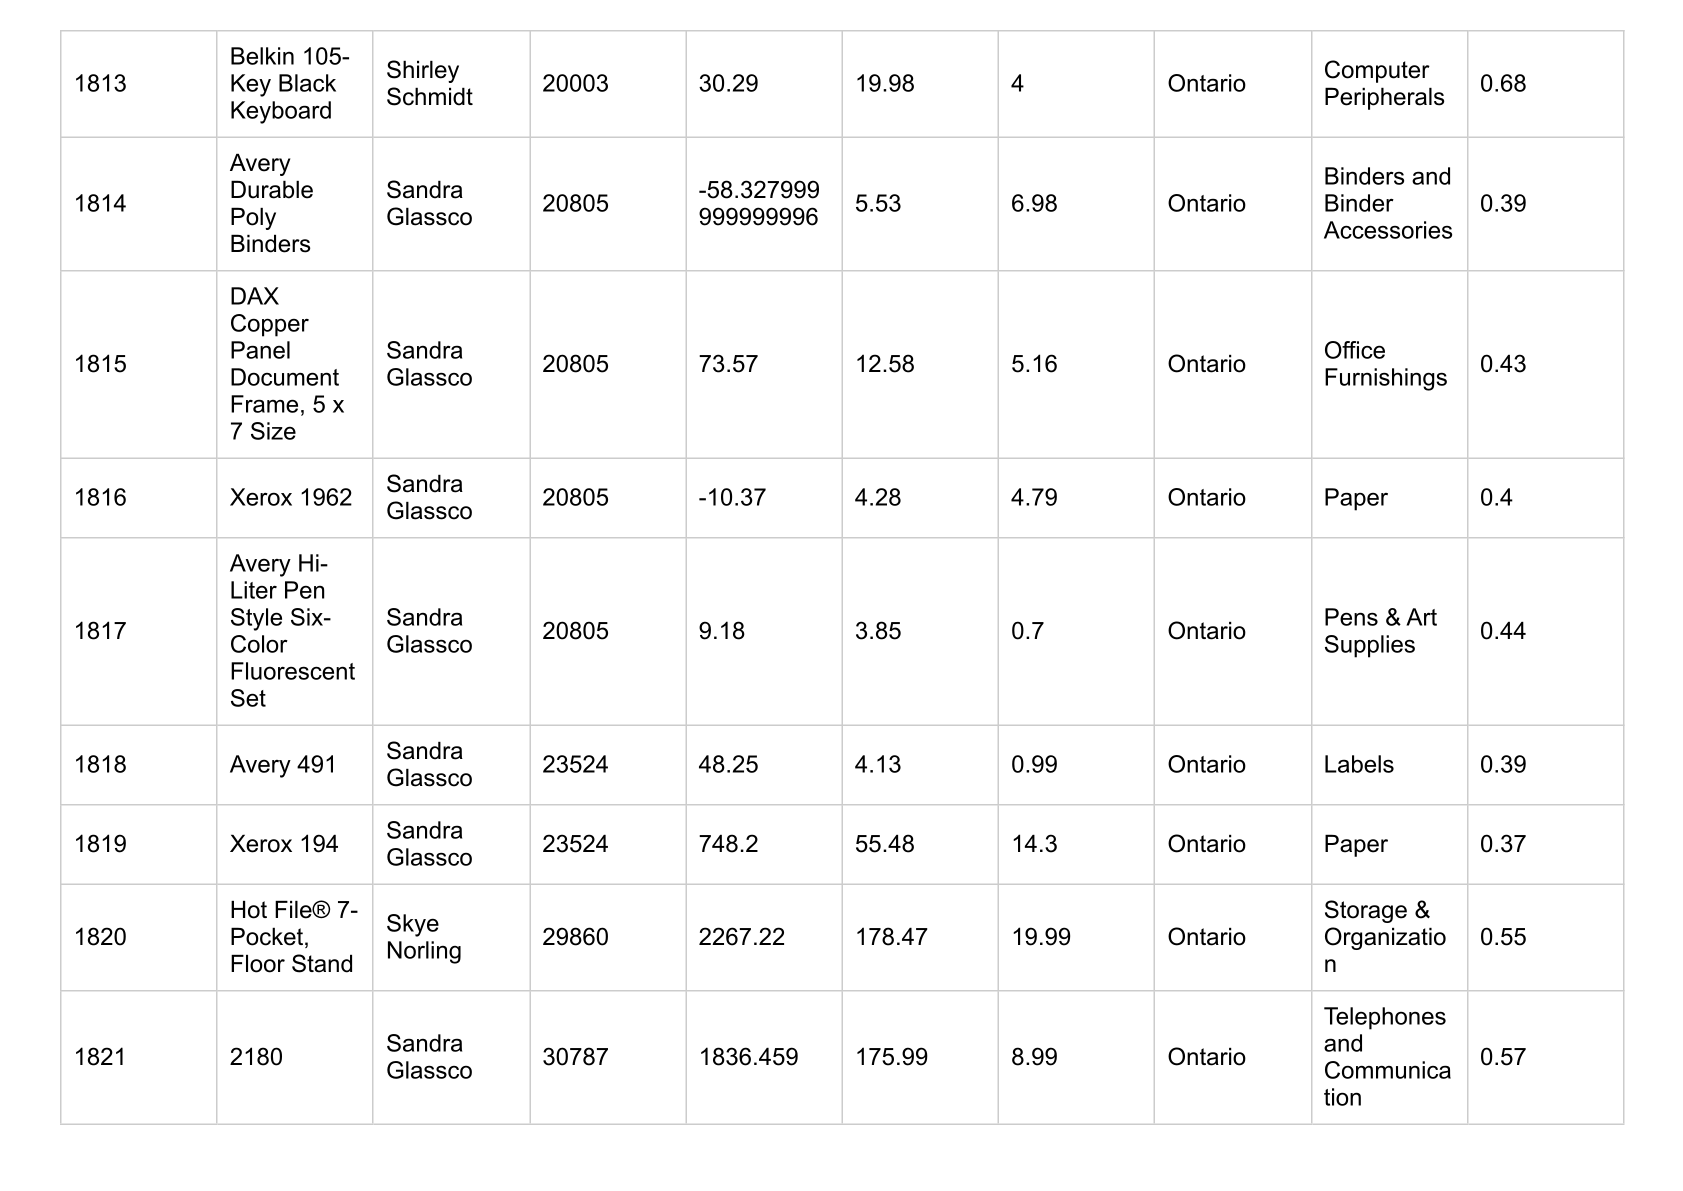 1813
Belkin 105-
Key Black
Keyboard
Shirley
Schmidt
20003
30.29
19.98
4
Ontario
Computer
Peripherals
0.68
1814
Avery
Durable
Poly
Binders
Sandra
Glassco
20805
-58.327999
999999996
5.53
6.98
Ontario
Binders and
Binder
Accessories
0.39
1815
DAX
Copper
Panel
Document
Frame, 5 x
7 Size
Sandra
Glassco
20805
73.57
12.58
5.16
Ontario
Office
Furnishings
0.43
1816
Xerox 1962
Sandra
Glassco
20805
-10.37
4.28
4.79
Ontario
Paper
0.4
1817
Avery Hi-
Liter Pen
Style Six-
Color
Fluorescent
Set
Sandra
Glassco
20805
9.18
3.85
0.7
Ontario
Pens & Art
Supplies
0.44
1818
Avery 491
Sandra
Glassco
23524
48.25
4.13
0.99
Ontario
Labels
0.39
1819
Xerox 194
Sandra
Glassco
23524
748.2
55.48
14.3
Ontario
Paper
0.37
1820
Hot File® 7-
Pocket,
Floor Stand
Skye
Norling
29860
2267.22
178.47
19.99
Ontario
Storage &
Organizatio
n
0.55
1821
2180
Sandra
Glassco
30787
1836.459
175.99
8.99
Ontario
Telephones
and
Communica
tion
0.57